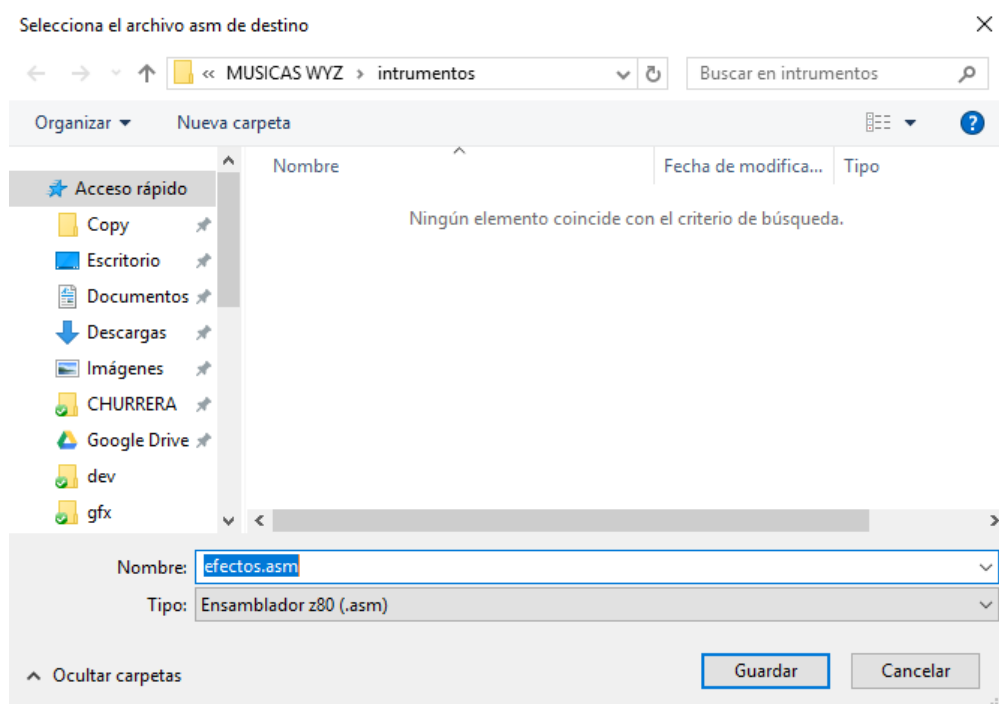 Selecciona el archivo asm de destino
« MUSICAS WYZ > intrumentos
Buscar en intrumentos
Organizar
Nueva carpeta
?
Nombre
Fecha de modifica...
Tipo
Acceso rápido
Ningún elemento coincide con el criterio de búsqueda.
Copy
Escritorio
Documentos
Descargas
Imágenes
CHURRERA
Google Drive
dev
gfx
Nombre: efectos.asm
Tipo: Ensamblador z80 (.asm)
Ocultar carpetas
Guardar
Cancelar